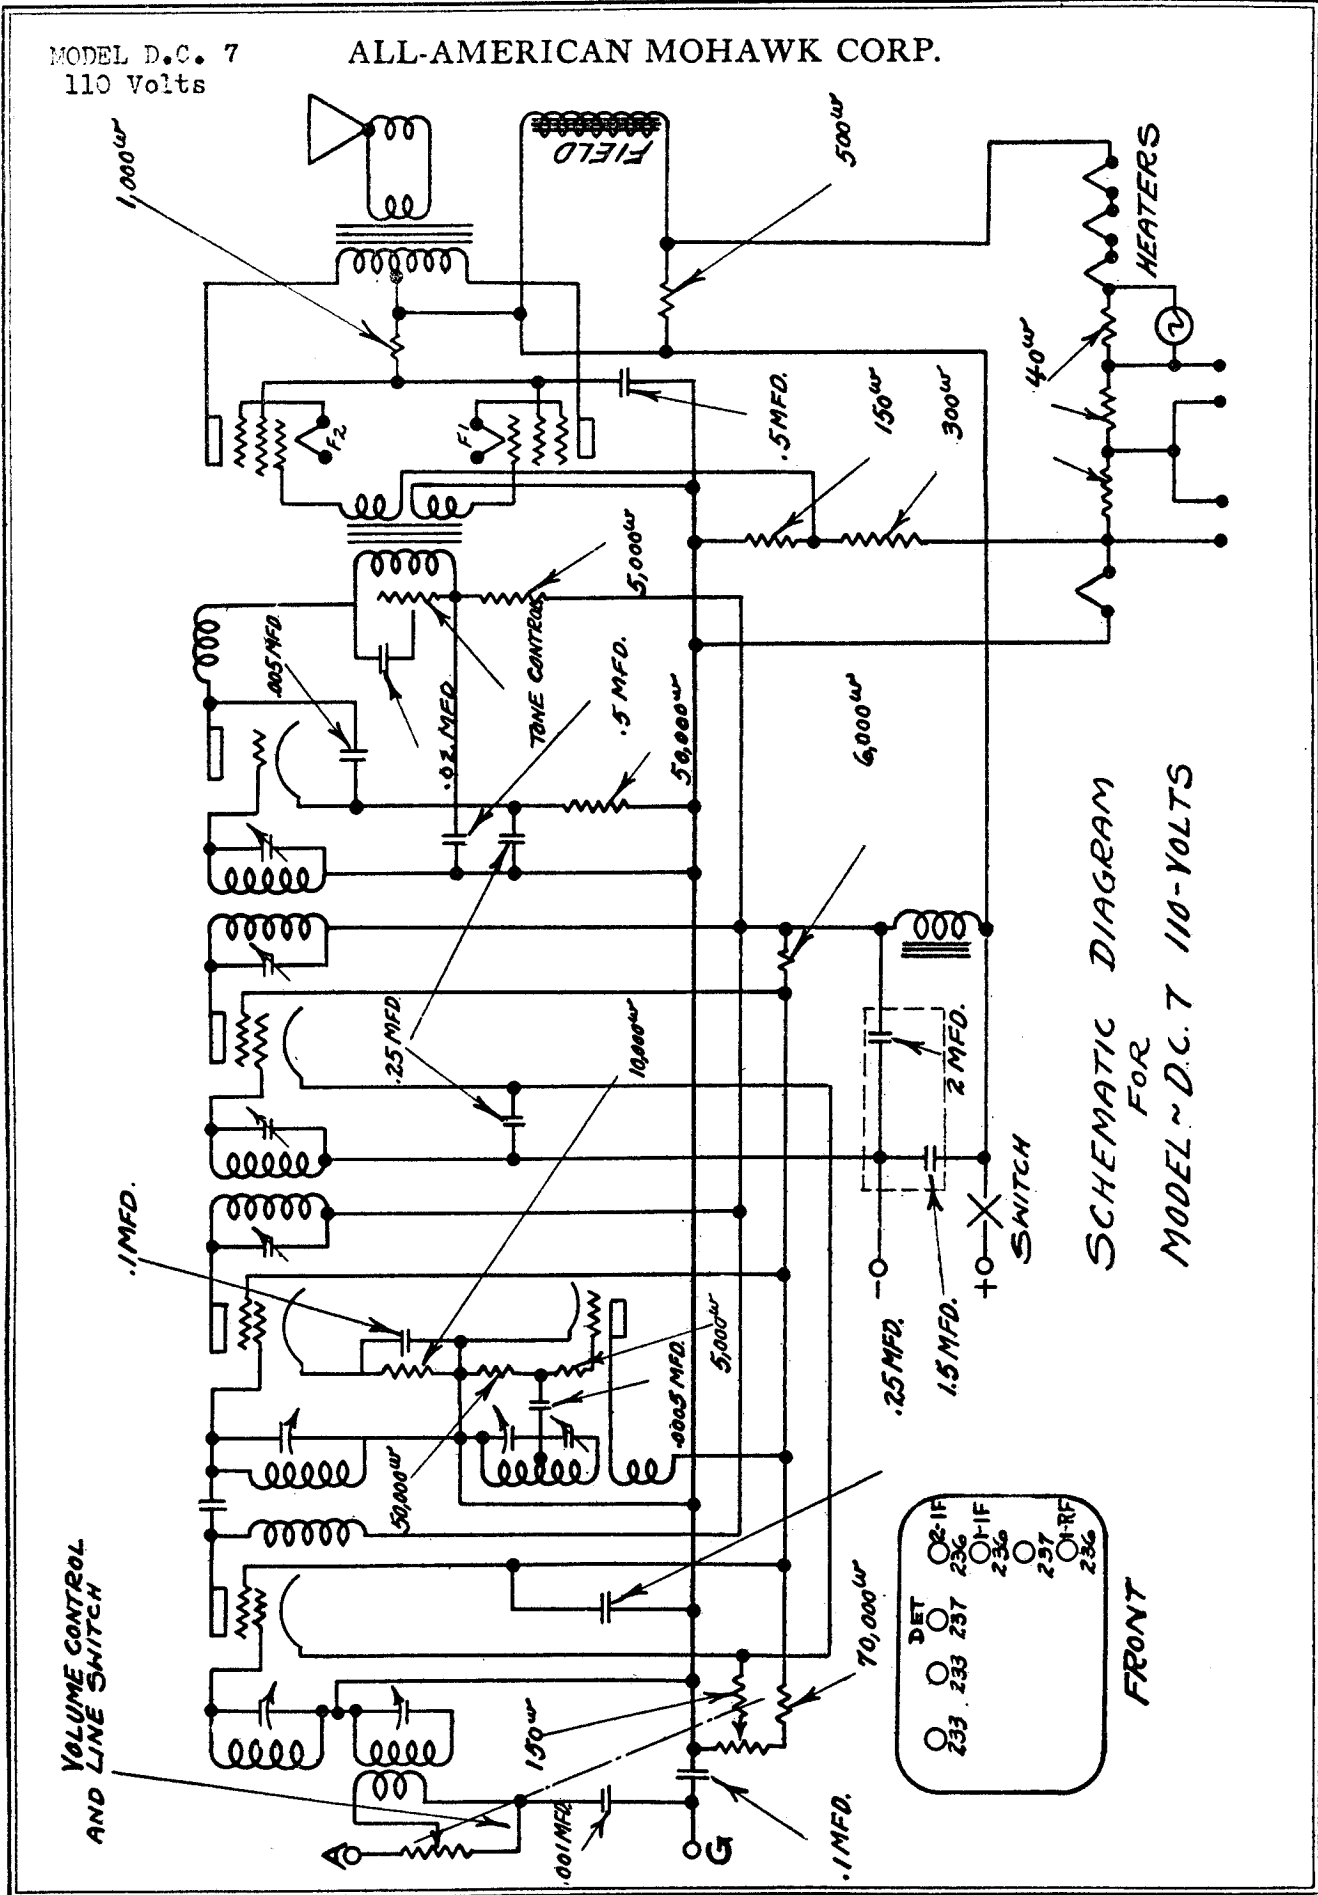 MODEL D.C. 7
110 Volts
ALL-AMERICAN MOHAWK CORP.
1,000ω
FIELD
500ω
HEATERS
40ω
F2
F1
.5 MFD.
150ω
300ω
.005 MFD.
.02 MFD
TONE CONTROL
5,000ω
.5 MFD.
50,000ω
6,000ω
.25 MFD
10,000ω
2 MFD.
SWITCH
.1 MFD.
.25 MFD.
1.5 MFD.
-
+
50,000ω
.0005 MFD.
5,000ω
VOLUME CONTROL
AND LINE SWITCH
150ω
70,000ω
.001 MFD.
.1 MFD.
A
G
SCHEMATIC DIAGRAM
FOR
MODEL ~ D.C. 7 110-VOLTS
2-IF
236
1-IF
236
237
1-RF
236
DET
237
233
233
FRONT